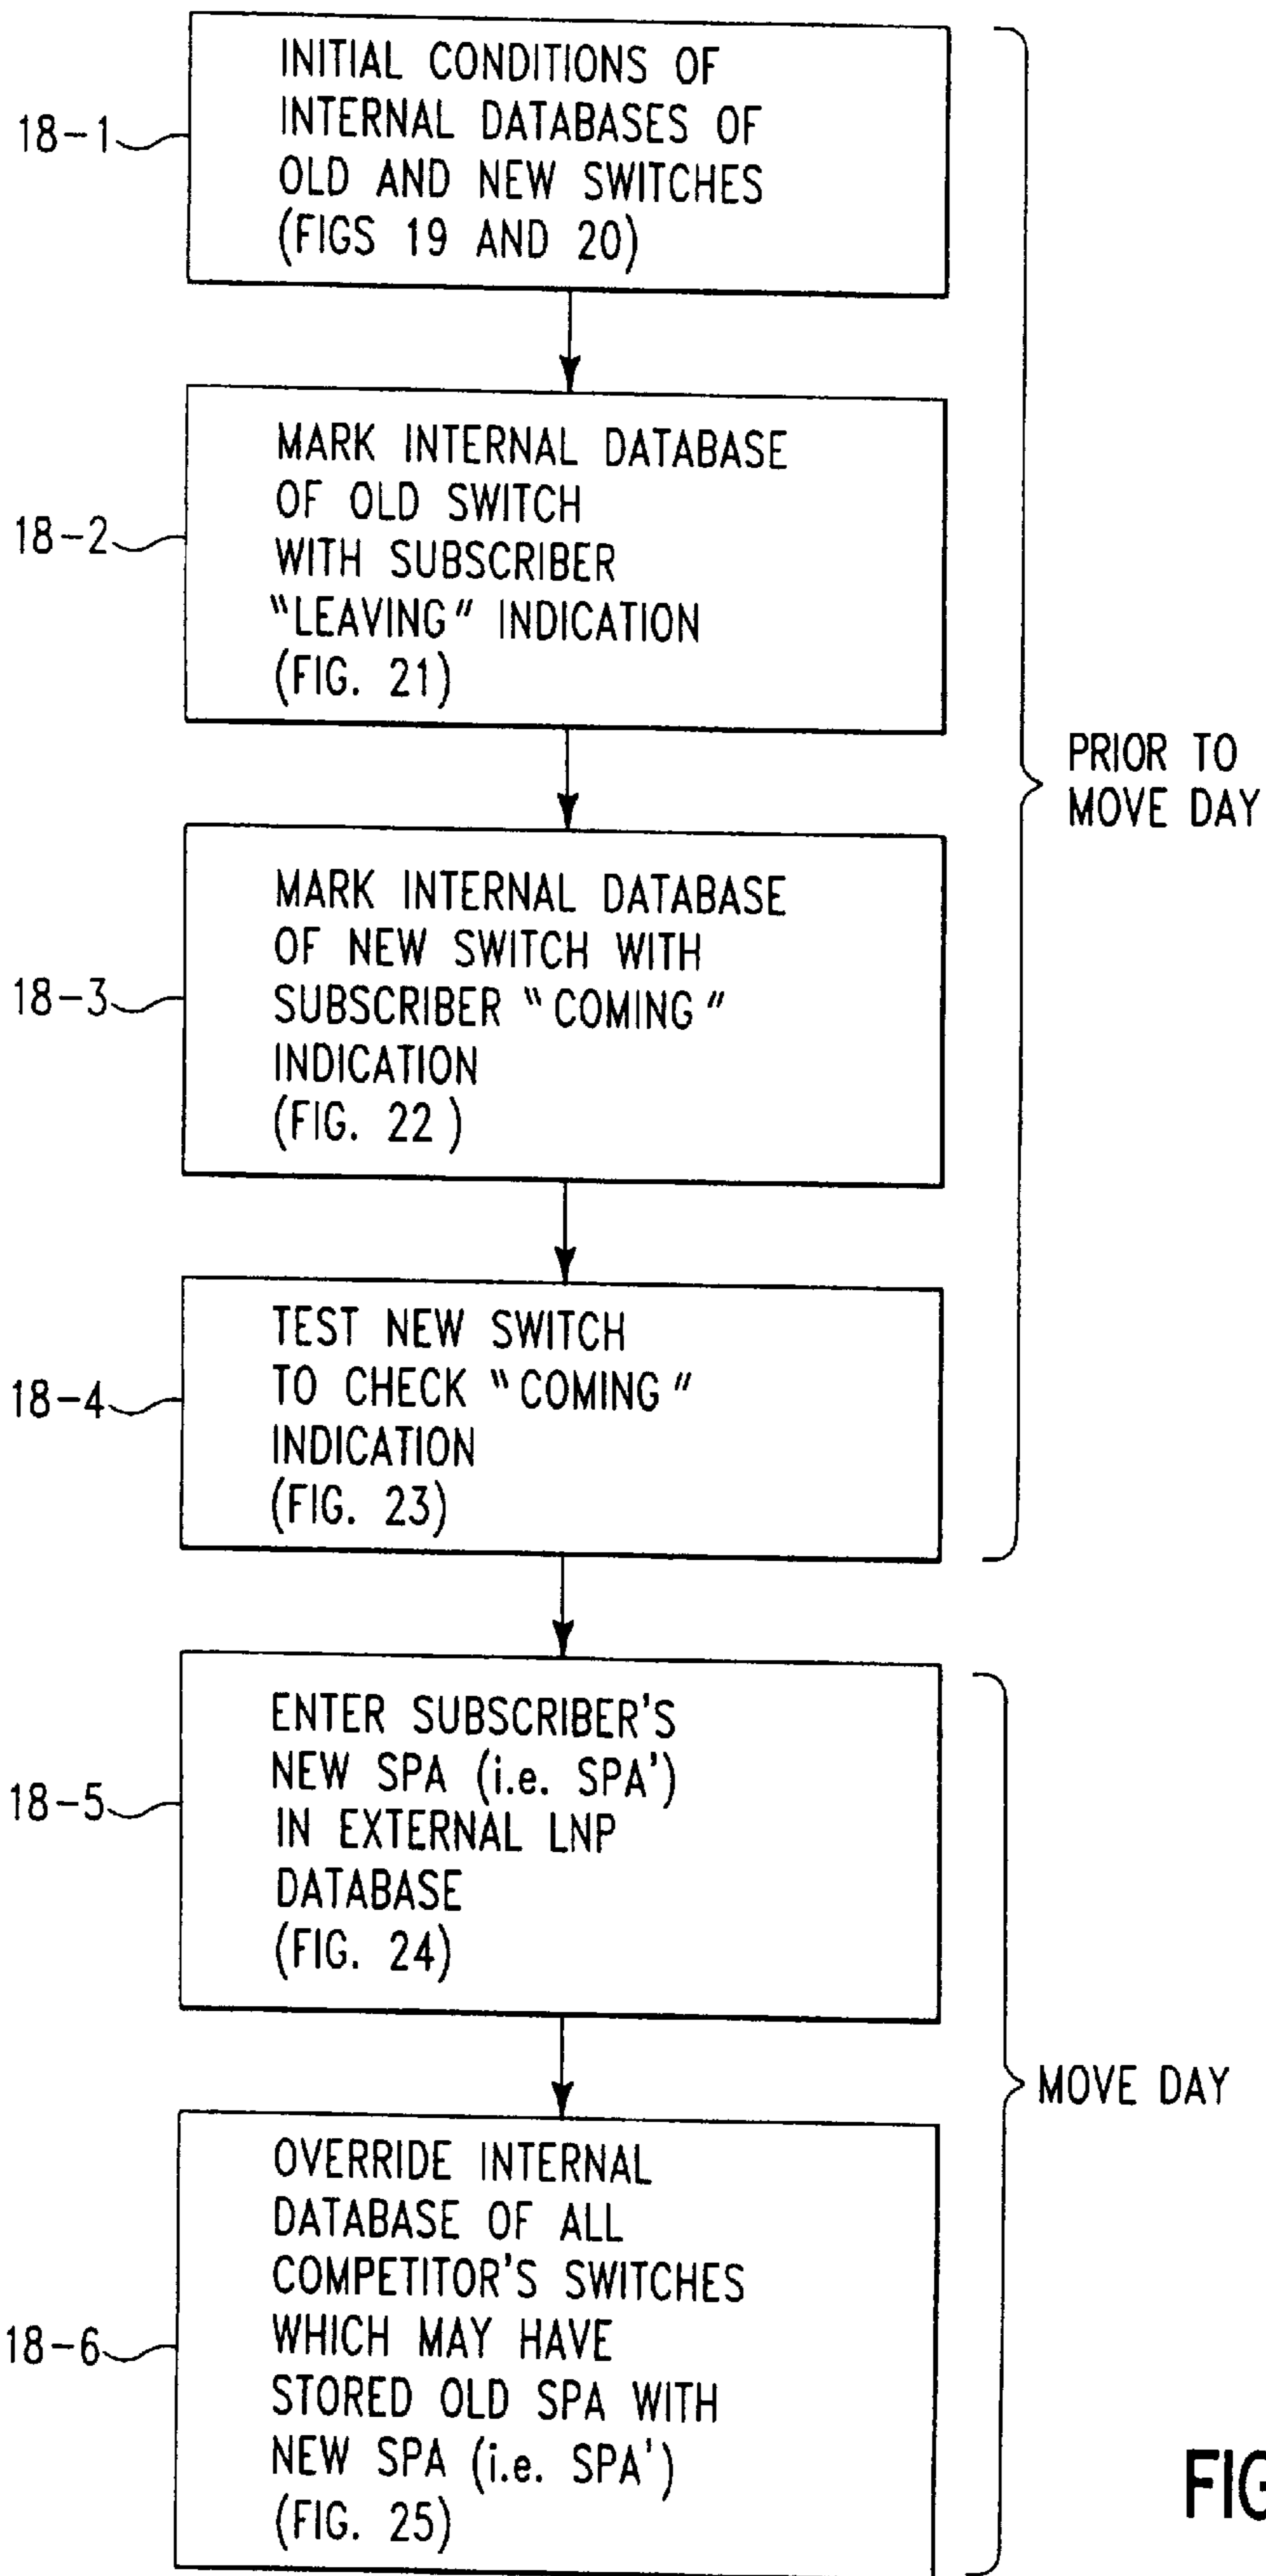 18-1
INITIAL CONDITIONS OF
INTERNAL DATABASES OF
OLD AND NEW SWITCHES
(FIGS 19 AND 20)
18-2
MARK INTERNAL DATABASE
OF OLD SWITCH
WITH SUBSCRIBER
"LEAVING" INDICATION
(FIG. 21)
18-3
MARK INTERNAL DATABASE
OF NEW SWITCH WITH
SUBSCRIBER "COMING"
INDICATION
(FIG. 22 )
18-4
TEST NEW SWITCH
TO CHECK "COMING"
INDICATION
(FIG. 23)
PRIOR TO
MOVE DAY
18-5
ENTER SUBSCRIBER'S
NEW SPA (i.e. SPA')
IN EXTERNAL LNP
DATABASE
(FIG. 24)
18-6
OVERRIDE INTERNAL
DATABASE OF ALL
COMPETITOR'S SWITCHES
WHICH MAY HAVE
STORED OLD SPA WITH
NEW SPA (i.e. SPA')
(FIG. 25)
MOVE DAY
FIG